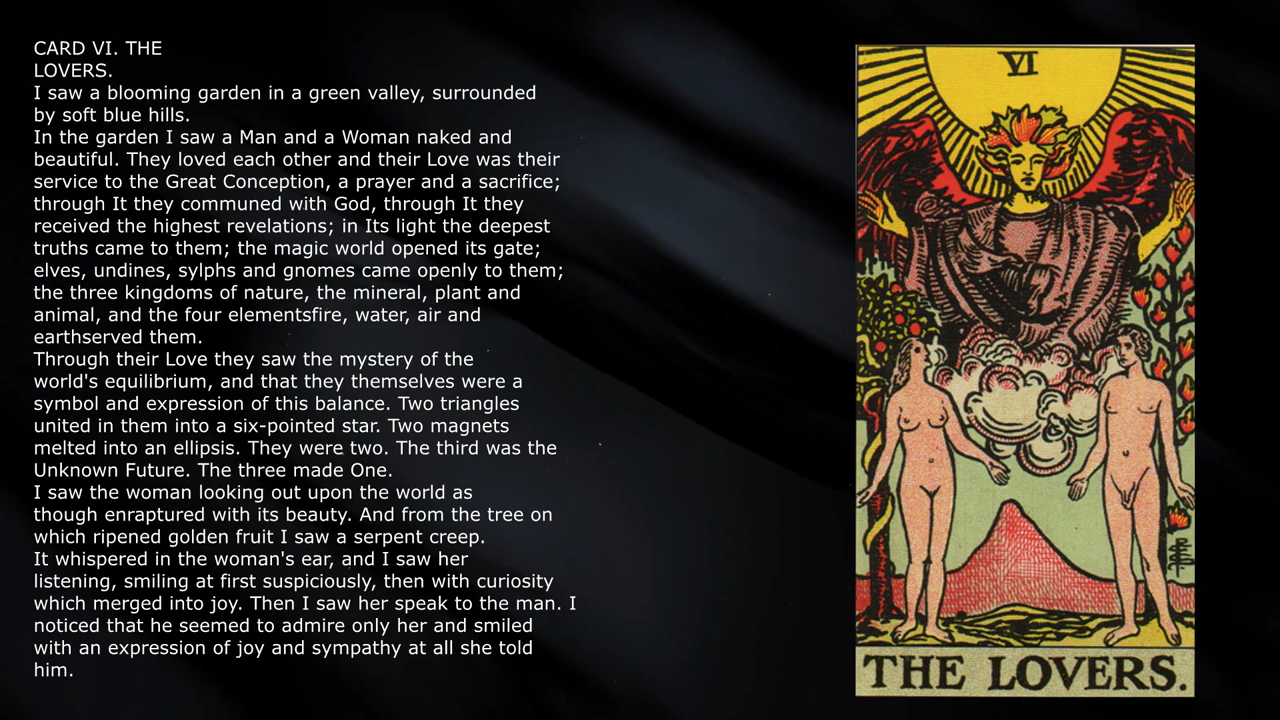 CARD VI. THE
LOVERS.
I saw a blooming garden in a green valley, surrounded
by soft blue hills.
In the garden I saw a Man and a Woman naked and
beautiful. They loved each other and their Love was their
service to the Great Conception, a prayer and a sacrifice;
through It they communed with God, through It they
received the highest revelations; in Its light the deepest
truths came to them; the magic world opened its gate;
elves, undines, sylphs and gnomes came openly to them;
the three kingdoms of nature, the mineral, plant and
animal, and the four elementsfire, water, air and
earthserved them.
Through their Love they saw the mystery of the
world's equilibrium, and that they themselves were a
symbol and expression of this balance. Two triangles
united in them into a six-pointed star. Two magnets
melted into an ellipsis. They were two. The third was the
Unknown Future. The three made One.
I saw the woman looking out upon the world as
though enraptured with its beauty. And from the tree on
which ripened golden fruit I saw a serpent creep.
It whispered in the woman's ear, and I saw her
listening, smiling at first suspiciously, then with curiosity
which merged into joy. Then I saw her speak to the man. I
noticed that he seemed to admire only her and smiled
with an expression of joy and sympathy at all she told
him.
VI
THE LOVERS.